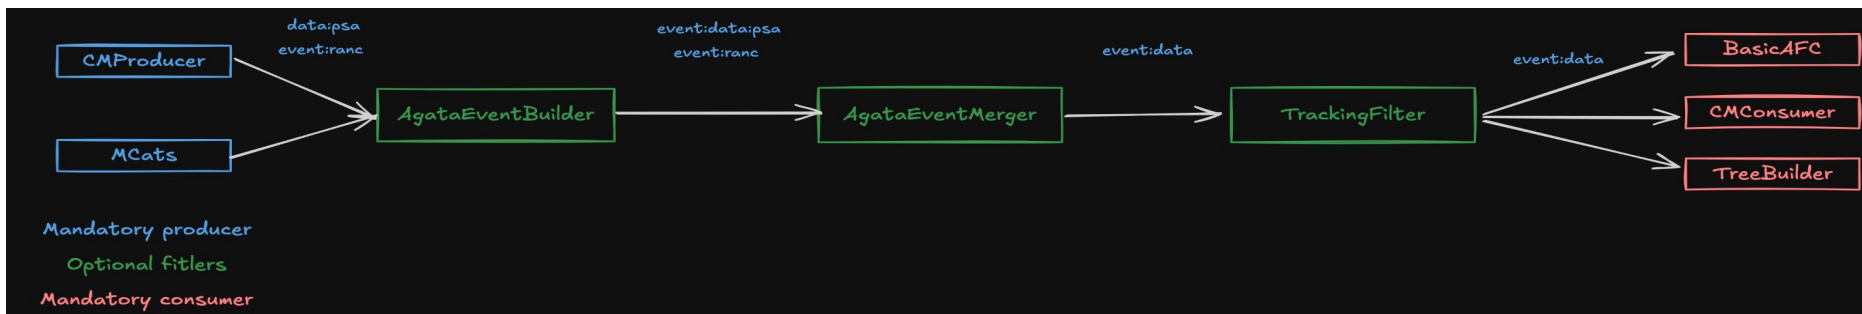 data:psa
event:ranc
event:data:psa
event:ranc
event:data
event:data
CMProducer
MCats
AgataEventBuilder
AgataEventMerger
TrackingFilter
BasicAFC
CMConsumer
TreeBuilder
Mandatory producer
Optional fitlers
Mandatory consumer